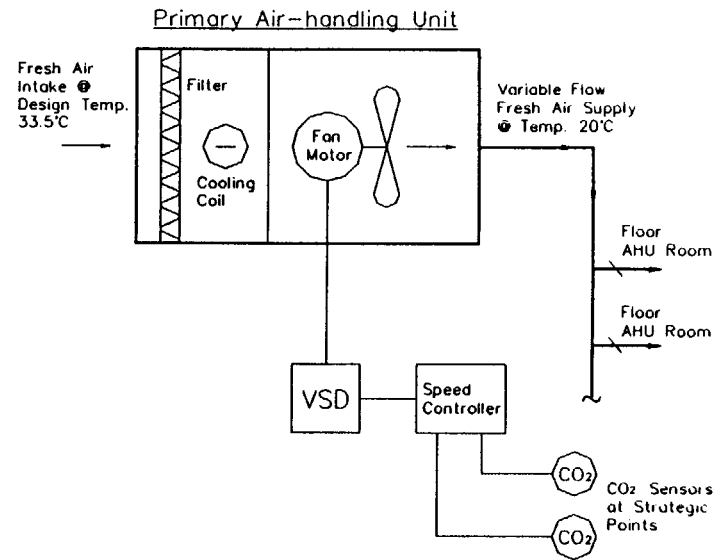 Primary Air-handling Unit
Fresh Air
Intake @
Design Temp.
33.5°C
Filter
Cooling
Coil
Fan
Motor
Variable Flow
Fresh Air Supply
@ Temp. 20°C
Floor
AHU Room
Floor
AHU Room
VSD
Speed
Controller
CO₂
CO₂
CO₂ Sensors
at Strategic
Points